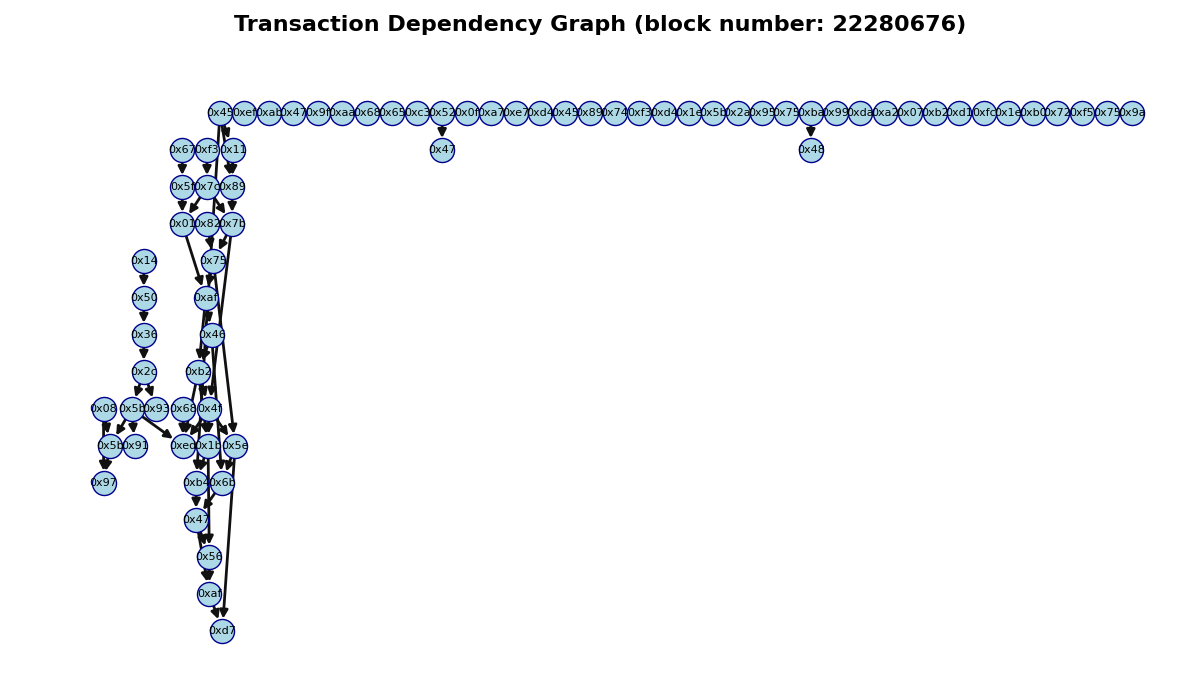 Transaction Dependency Graph (block number: 22280676)
0x45 0xef 0xab 0x47 0x9f 0xaa 0x68 0x65 0xc3 0x52 0x0f 0xa7 0xe7 0xd4 0x45 0x89 0x74 0xf3 0xd4 0x1e 0x5b 0x2a 0x95 0x75 0xba 0x99 0xda 0xa2 0x07 0xb2 0xd1 0xfc 0x1e 0xb0 0x72 0xf5 0x75 0x9a
0x67 0xf3 0x11 0x47 0x48
0x5f 0x7c 0x89
0x01 0x82 0x7b
0x14 0x75
0x50 0xaf
0x36 0x46
0x2c 0xb2
0x08 0x5b 0x93 0x68 0x4f
0x5b 0x91 0xec 0x1b 0x5e
0x97 0xb4 0x6b
0x47
0x56
0xaf
0xd7